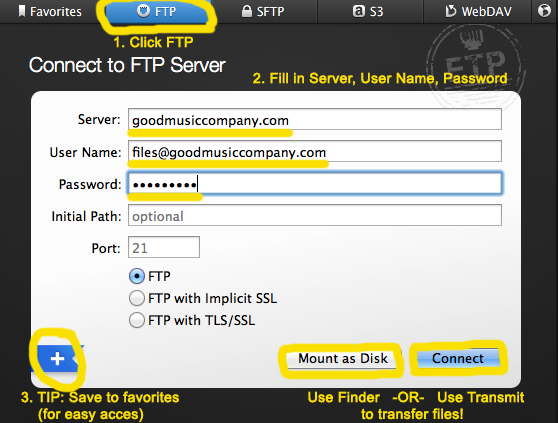 Favorites FTP SFTP S3 WebDAV
1. Click FTP
Connect to FTP Server
2. Fill in Server, User Name, Password
FTP
Server: goodmusiccompany.com
User Name: files@goodmusiccompany.com
Password: •••••••••
Initial Path: optional
Port: 21
FTP
FTP with Implicit SSL
FTP with TLS/SSL
+ Mount as Disk Connect
3. TIP: Save to favorites Use Finder -OR- Use Transmit
(for easy acces) to transfer files!